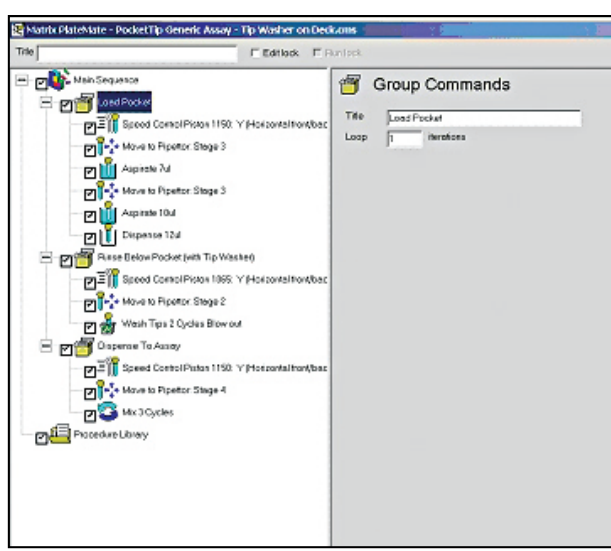 Matrix PlateMate - PocketTip Generic Assay - Tip Washer on Deck.oms
Title
Edit lock
Run lock
Main Sequence
Load Pocket
Speed Control Piston 1150: 'Y' (Horizontal front/bac
Move to Pipettor: Stage 3
Aspirate 7ul
Move to Pipettor: Stage 3
Aspirate 10ul
Dispense 12ul
Rinse Below Pocket (with Tip Washer)
Speed Control Piston 1865: 'Y' (Horizontal front/bac
Move to Pipettor: Stage 2
Wash Tips 2 Cycles Blow out
Dispense To Assay
Speed Control Piston 1150: 'Y' (Horizontal front/bac
Move to Pipettor: Stage 4
Mix 3 Cycles
Procedure Library
Group Commands
Title
Load Pocket
Loop
1
iterations